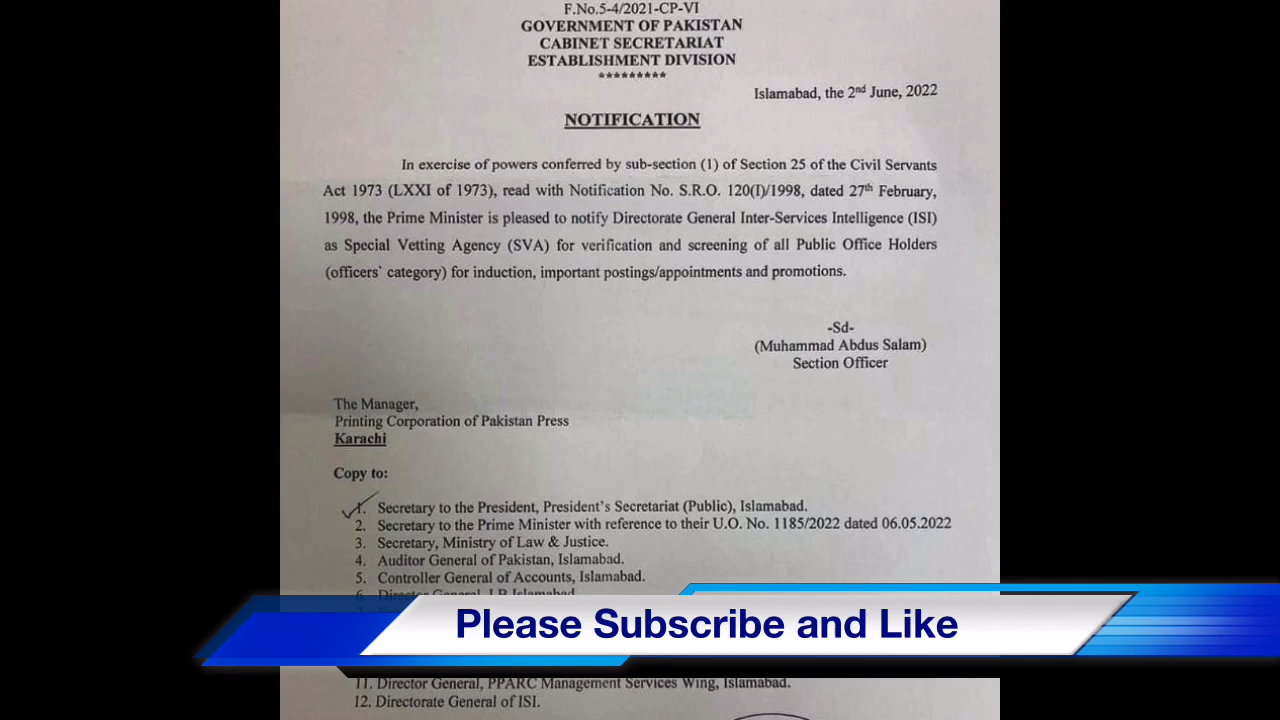 F.No.5-4/2021-CP-VI
GOVERNMENT OF PAKISTAN
CABINET SECRETARIAT
ESTABLISHMENT DIVISION
*********
Islamabad, the 2nd June, 2022
NOTIFICATION
In exercise of powers conferred by sub-section (1) of Section 25 of the Civil Servants
Act 1973 (LXXI of 1973), read with Notification No. S.R.O. 120(I)/1998, dated 27th February,
1998, the Prime Minister is pleased to notify Directorate General Inter-Services Intelligence (ISI)
as Special Vetting Agency (SVA) for verification and screening of all Public Office Holders
(officers` category) for induction, important postings/appointments and promotions.
-Sd-
(Muhammad Abdus Salam)
Section Officer
The Manager,
Printing Corporation of Pakistan Press
Karachi
Copy to:
1. Secretary to the President, President's Secretariat (Public), Islamabad.
2. Secretary to the Prime Minister with reference to their U.O. No. 1185/2022 dated 06.05.2022
3. Secretary, Ministry of Law & Justice.
4. Auditor General of Pakistan, Islamabad.
5. Controller General of Accounts, Islamabad.
6. Director General, I.B Islamabad
Please Subscribe and Like
11. Director General, PPARC Management Services Wing, Islamabad.
12. Directorate General of ISI.